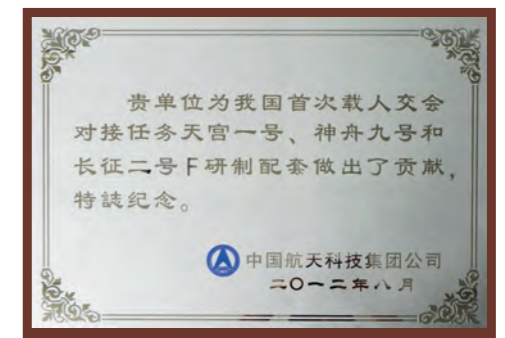 贵单位为我国首次载人交会
对接任务天宫一号、神舟九号和
长征二号F研制配套做出了贡献,
特誌纪念。
中国航天科技集团公司
二〇一二年八月